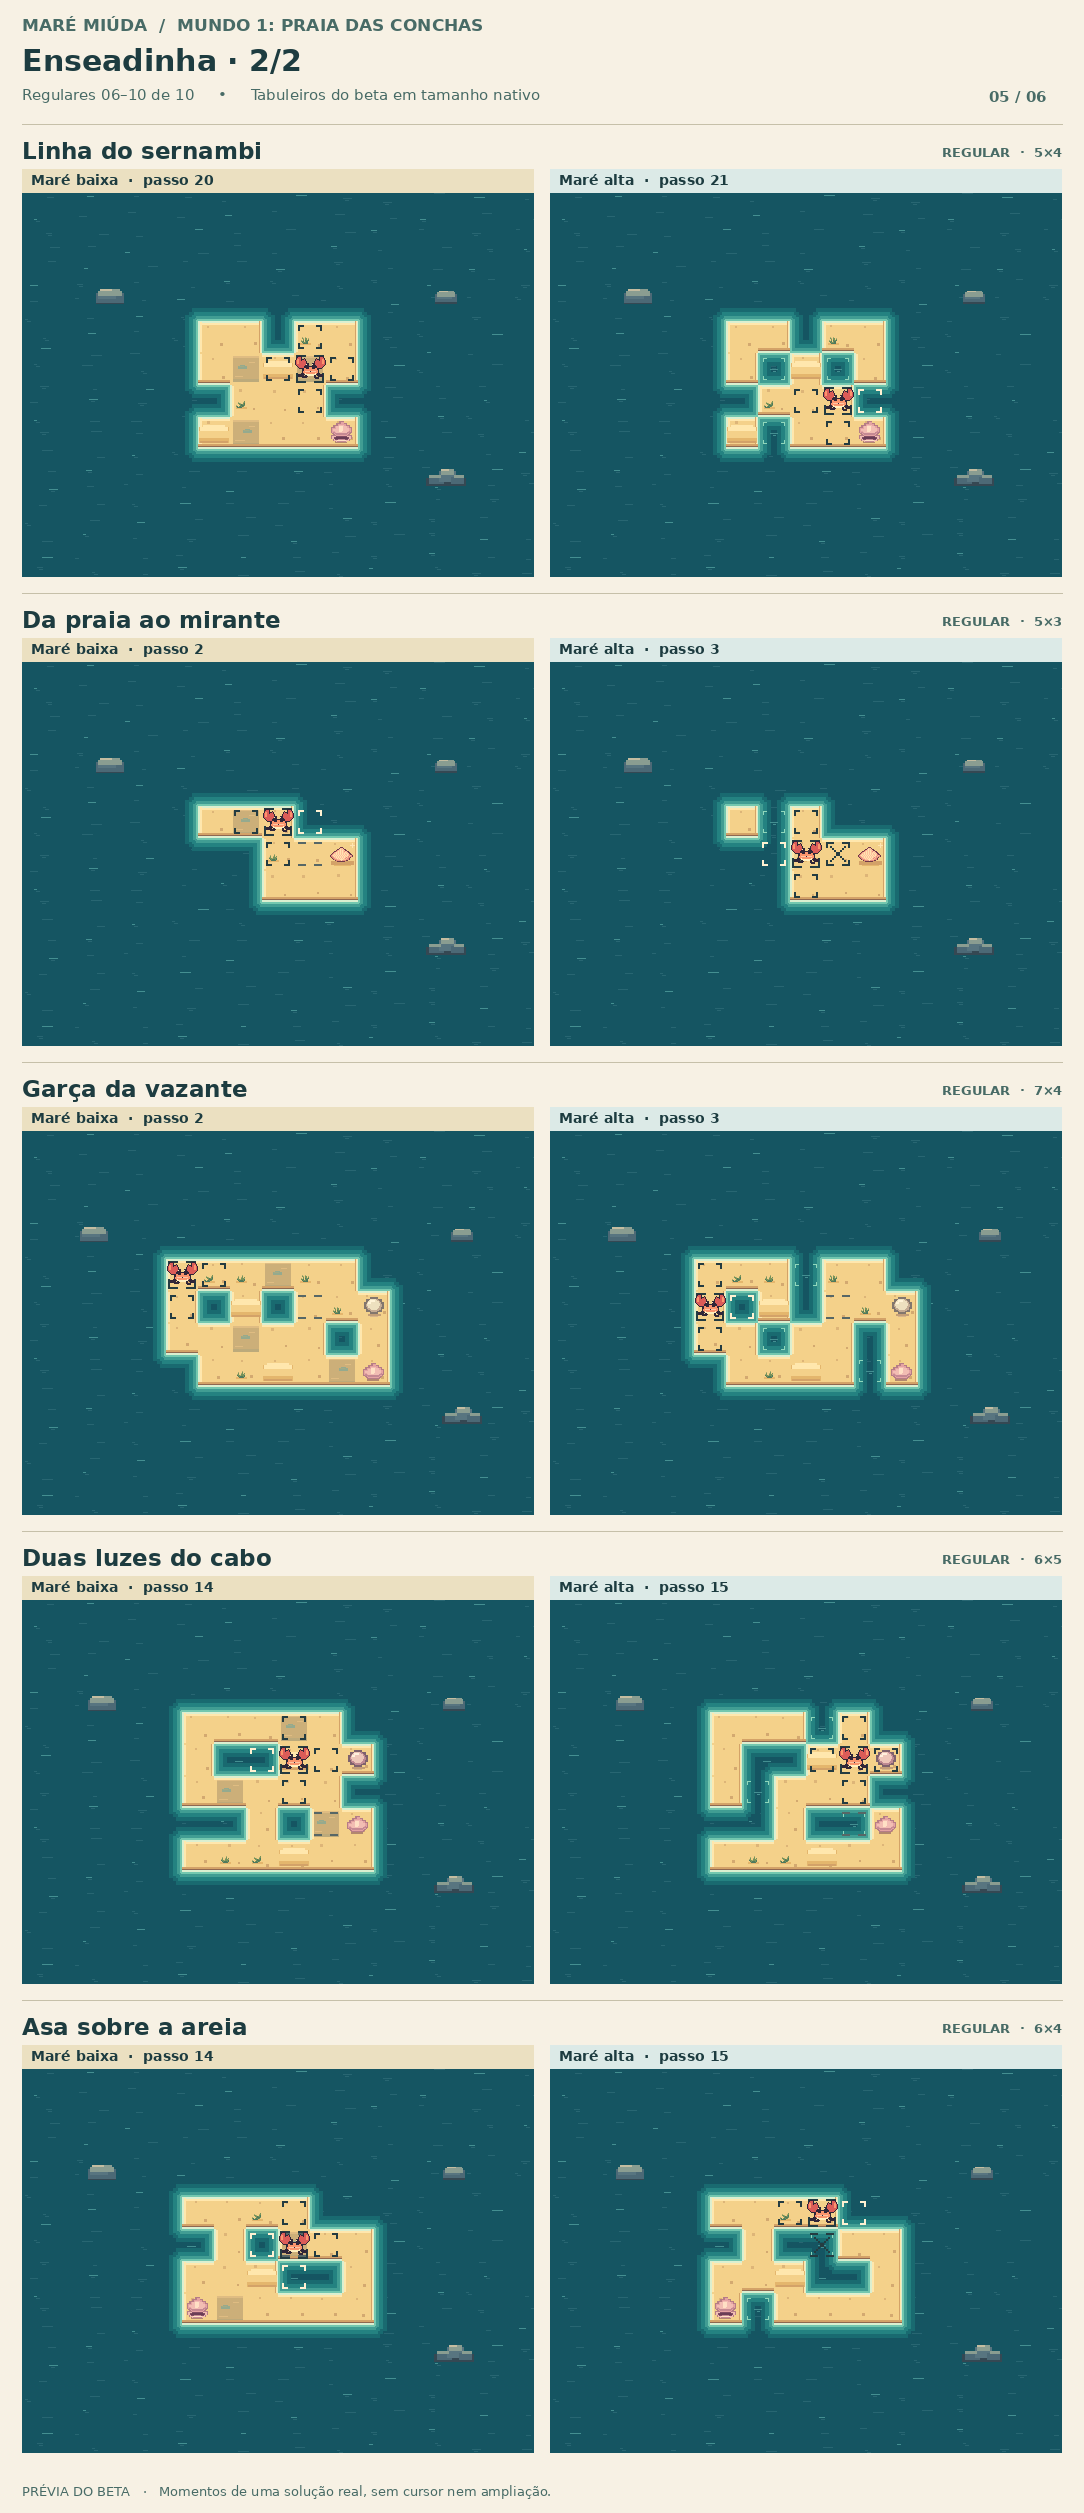 MARÉ MIÚDA / MUNDO 1: PRAIA DAS CONCHAS
Enseadinha · 2/2
Regulares 06–10 de 10 • Tabuleiros do beta em tamanho nativo
05 / 06
Linha do sernambi
REGULAR · 5×4
Maré baixa · passo 20
Maré alta · passo 21
Da praia ao mirante
REGULAR · 5×3
Maré baixa · passo 2
Maré alta · passo 3
Garça da vazante
REGULAR · 7×4
Maré baixa · passo 2
Maré alta · passo 3
Duas luzes do cabo
REGULAR · 6×5
Maré baixa · passo 14
Maré alta · passo 15
Asa sobre a areia
REGULAR · 6×4
Maré baixa · passo 14
Maré alta · passo 15
PRÉVIA DO BETA · Momentos de uma solução real, sem cursor nem ampliação.